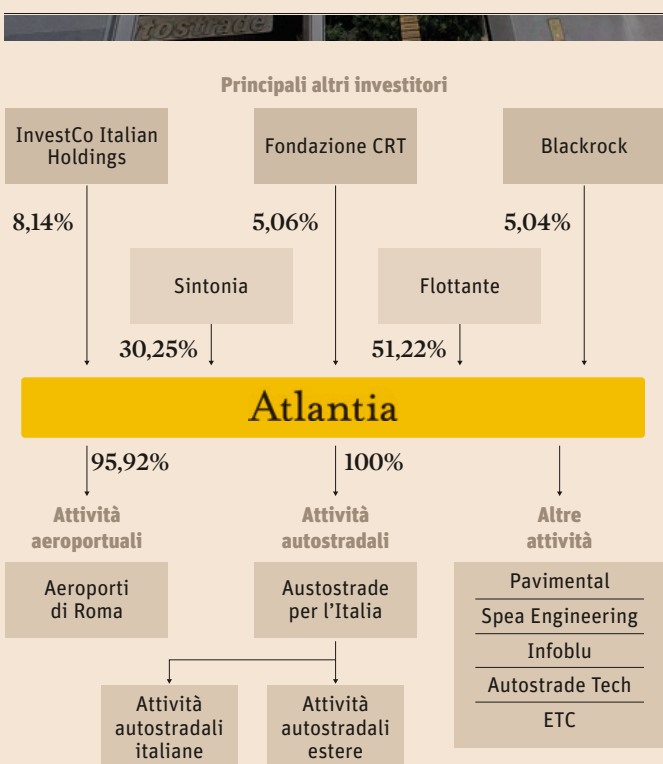 tostrade
Principali altri investitori
InvestCo Italian
Holdings
Fondazione CRT
Blackrock
8,14%
5,06%
5,04%
Sintonia
Flottante
30,25%
51,22%
Atlantia
95,92%
100%
Attività
aeroportuali
Attività
autostradali
Altre
attività
Aeroporti
di Roma
Austostrade
per l'Italia
Pavimental
Spea Engineering
Infoblu
Autostrade Tech
ETC
Attività
autostradali
italiane
Attività
autostradali
estere